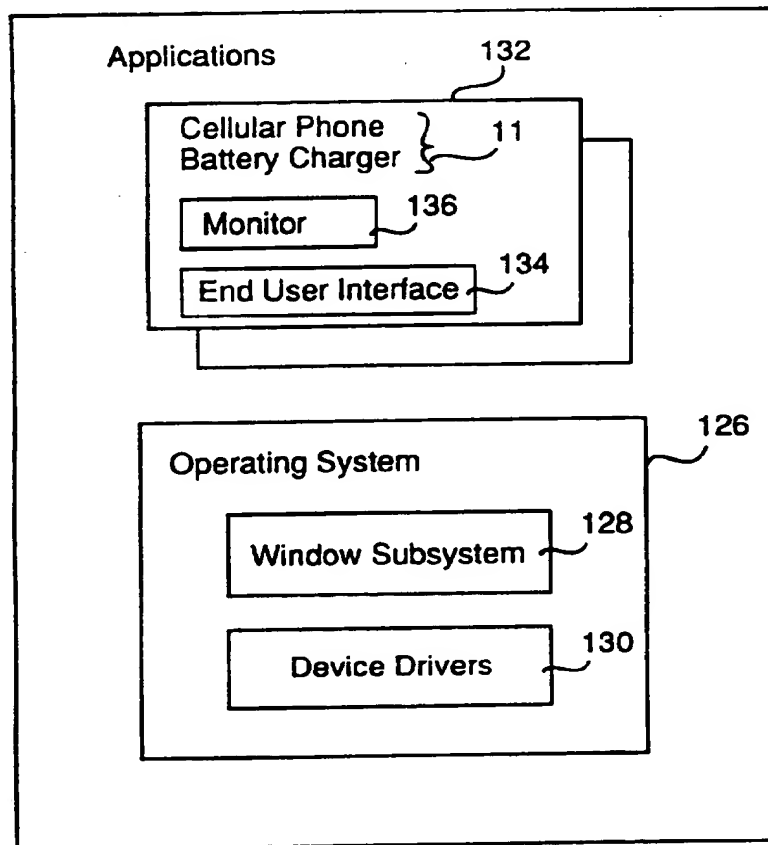 Applications
132
Cellular Phone
Battery Charger
11
Monitor
136
End User Interface
134
126
Operating System
Window Subsystem
128
Device Drivers
130